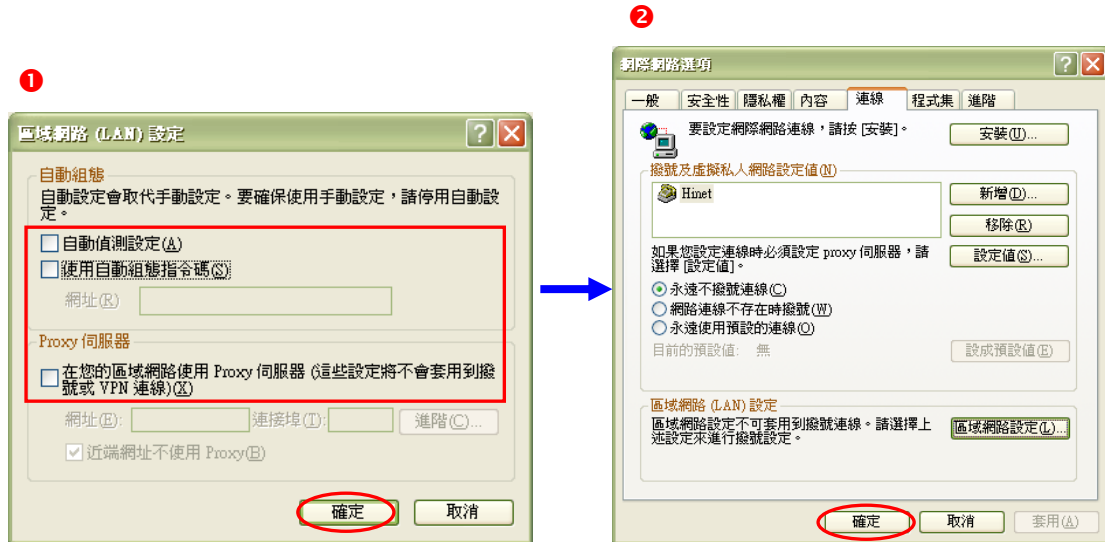 ❶
區域網路 (LAN) 設定
自動組態
自動設定會取代手動設定。要確保使用手動設定，請停用自動設
定。
自動偵測設定(A)
使用自動組態指令碼(S)
網址(R)
Proxy 伺服器
在您的區域網路使用 Proxy 伺服器 (這些設定將不會套用到撥
號或 VPN 連線)(X)
網址(E): 連接埠(T): 進階(C)...
近端網址不使用 Proxy(B)
確定 取消
❷
網際網路選項
一般 安全性 隱私權 內容 連線 程式集 進階
要設定網際網路連線，請按 [安裝]。 安裝(U)...
撥號及虛擬私人網路設定值(N)
Hinet 新增(D)...
移除(R)
如果您設定連線時必須設定 proxy 伺服器，請
選擇 [設定值]。 設定值(S)...
永遠不撥號連線(C)
網路連線不存在時撥號(W)
永遠使用預設的連線(O)
目前的預設值: 無 設成預設值(E)
區域網路 (LAN) 設定
區域網路設定不可套用到撥號連線。請選擇上
述設定來進行撥號設定。 區域網路設定(L)...
確定 取消 套用(A)